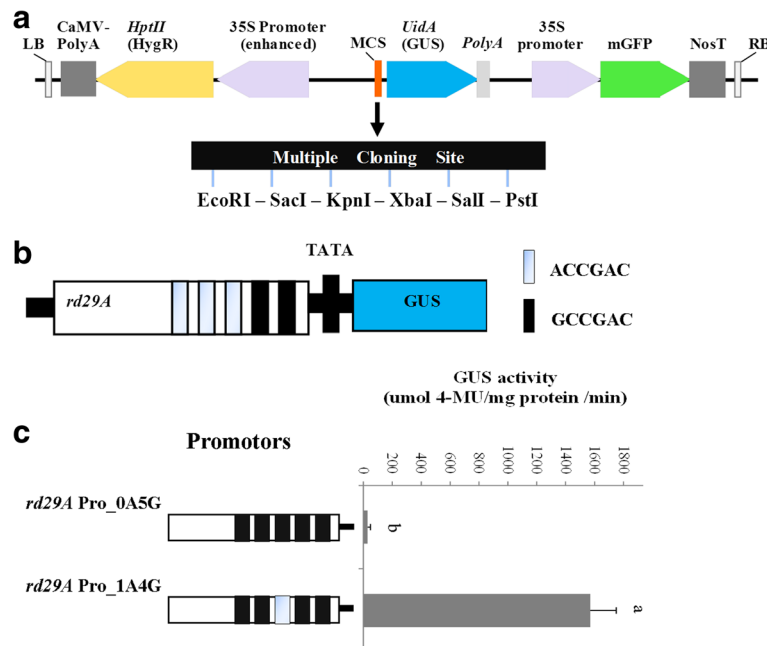 a
CaMV-
PolyA
LB
HptII
(HygR)
35S Promoter
(enhanced)
MCS
UidA
(GUS)
PolyA
35S
promoter
mGFP
NosT
RB
Multiple Cloning Site
EcoRI – SacI – KpnI – XbaI – SalI – PstI
b
TATA
rd29A
GUS
ACCGAC
GCCGAC
GUS activity
(umol 4-MU/mg protein /min)
c
Promotors
0
200
400
600
800
1000
1200
1400
1600
1800
rd29A Pro_0A5G
b
rd29A Pro_1A4G
a